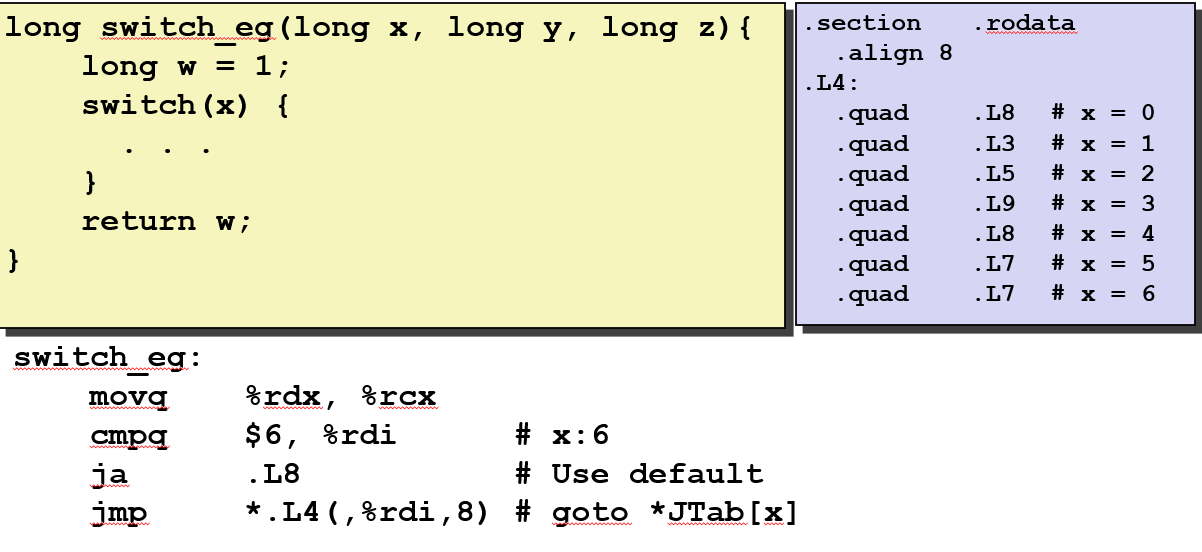 long switch_eg(long x, long y, long z){
    long w = 1;
    switch(x) {
      . . .
    }
    return w;
}
.section    .rodata
  .align 8
.L4:
  .quad    .L8  # x = 0
  .quad    .L3  # x = 1
  .quad    .L5  # x = 2
  .quad    .L9  # x = 3
  .quad    .L8  # x = 4
  .quad    .L7  # x = 5
  .quad    .L7  # x = 6
switch_eg:
    movq    %rdx, %rcx
    cmpq    $6, %rdi      # x:6
    ja      .L8           # Use default
    jmp     *.L4(,%rdi,8) # goto *JTab[x]